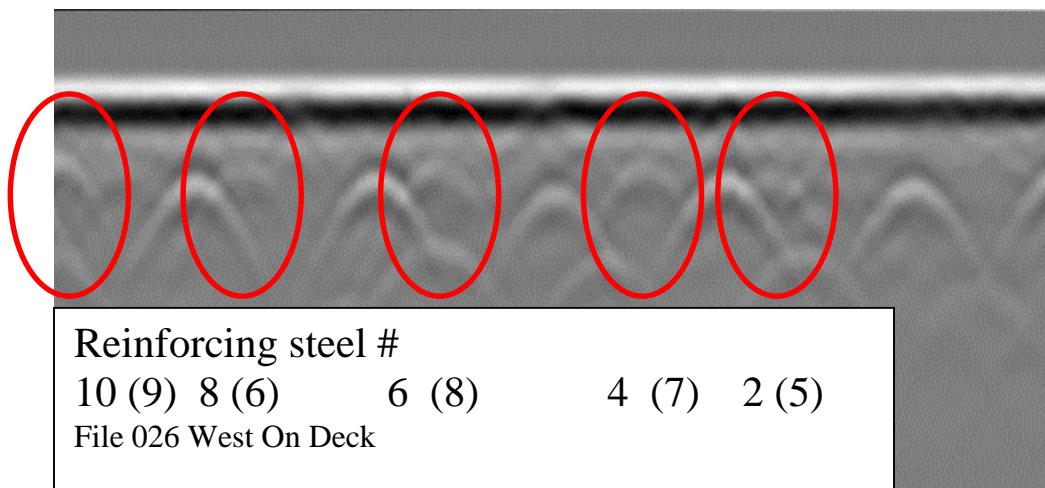 Reinforcing steel #
10 (9) 8 (6) 6 (8) 4 (7) 2 (5)
File 026 West On Deck